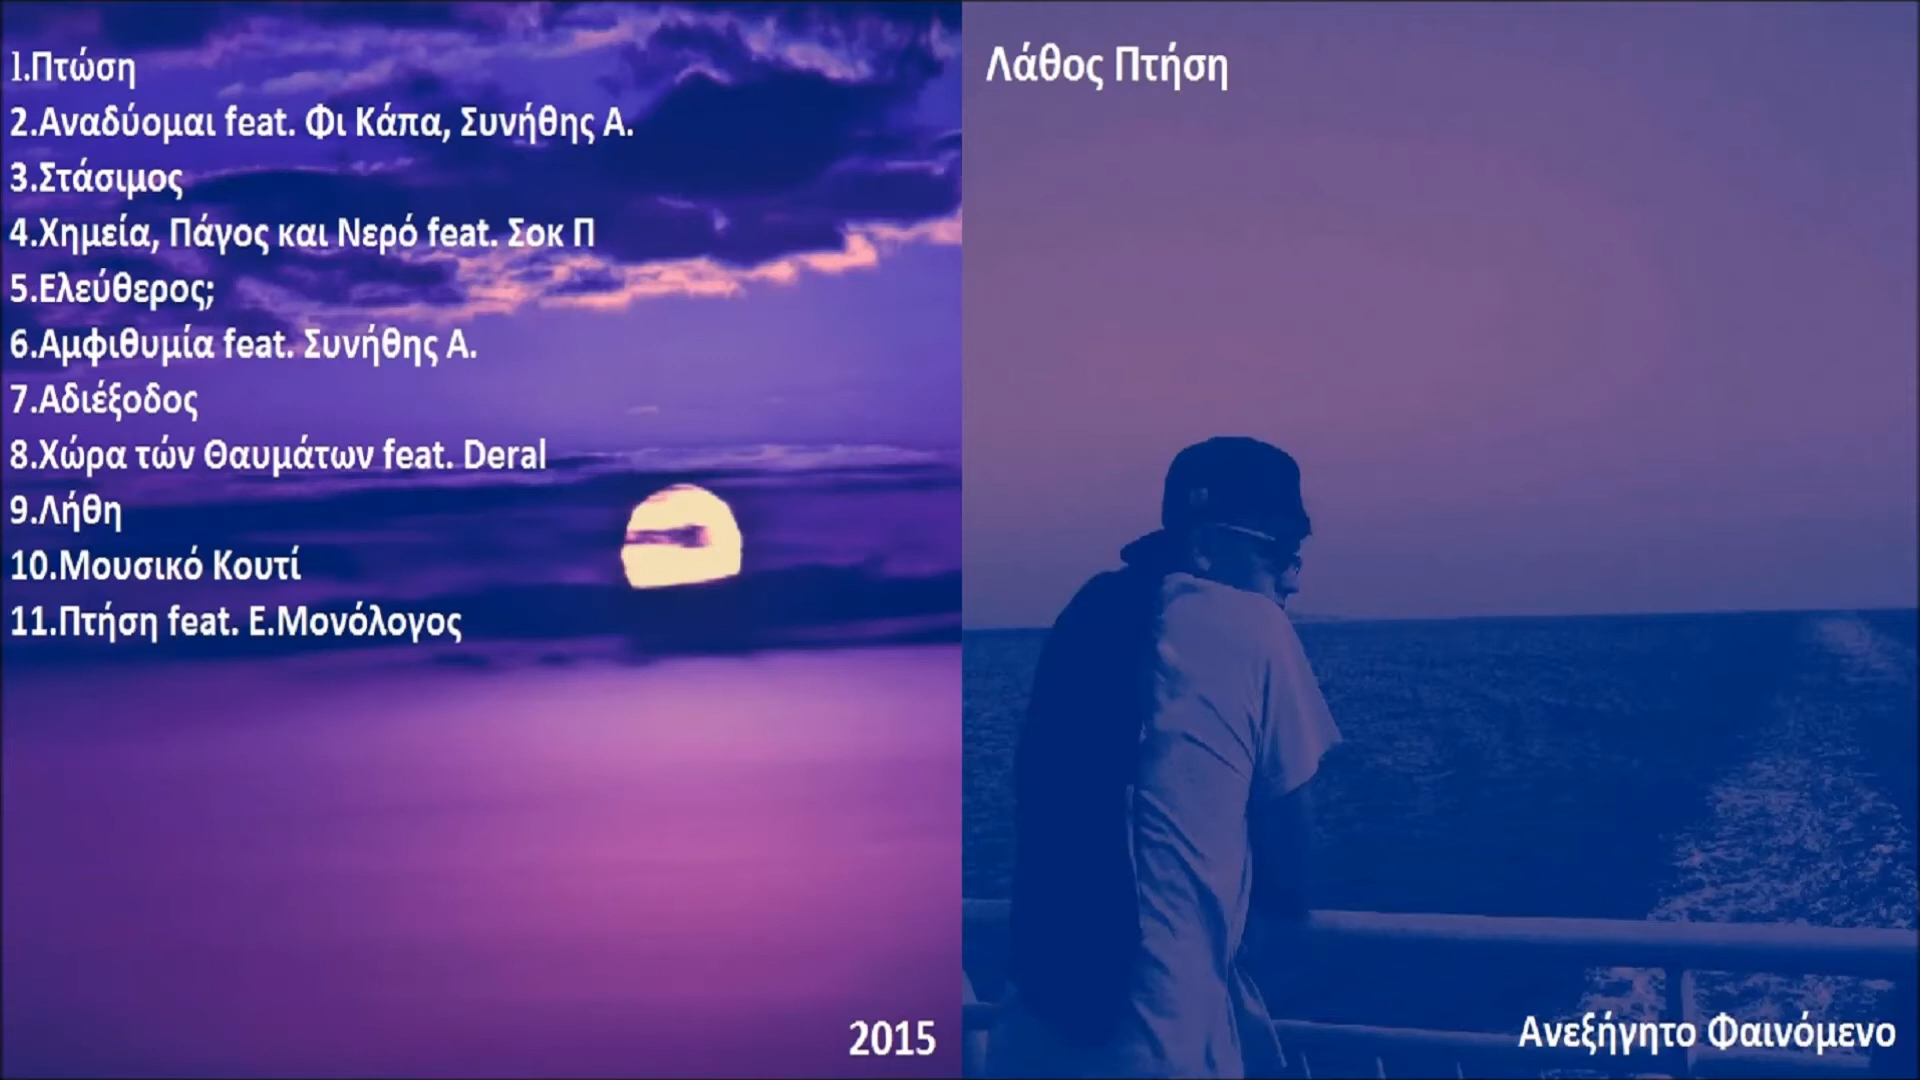 1.Πτώση
2.Αναδύομαι feat. Φι Κάπα, Συνήθης Α.
3.Στάσιμος
4.Χημεία, Πάγος και Νερό feat. Σοκ Π
5.Ελεύθερος;
6.Αμφιθυμία feat. Συνήθης Α.
7.Αδιέξοδος
8.Χώρα τών Θαυμάτων feat. Deral
9.Λήθη
10.Μουσικό Κουτί
11.Πτήση feat. Ε.Μονόλογος
2015
Λάθος Πτήση
Ανεξήγητο Φαινόμενο